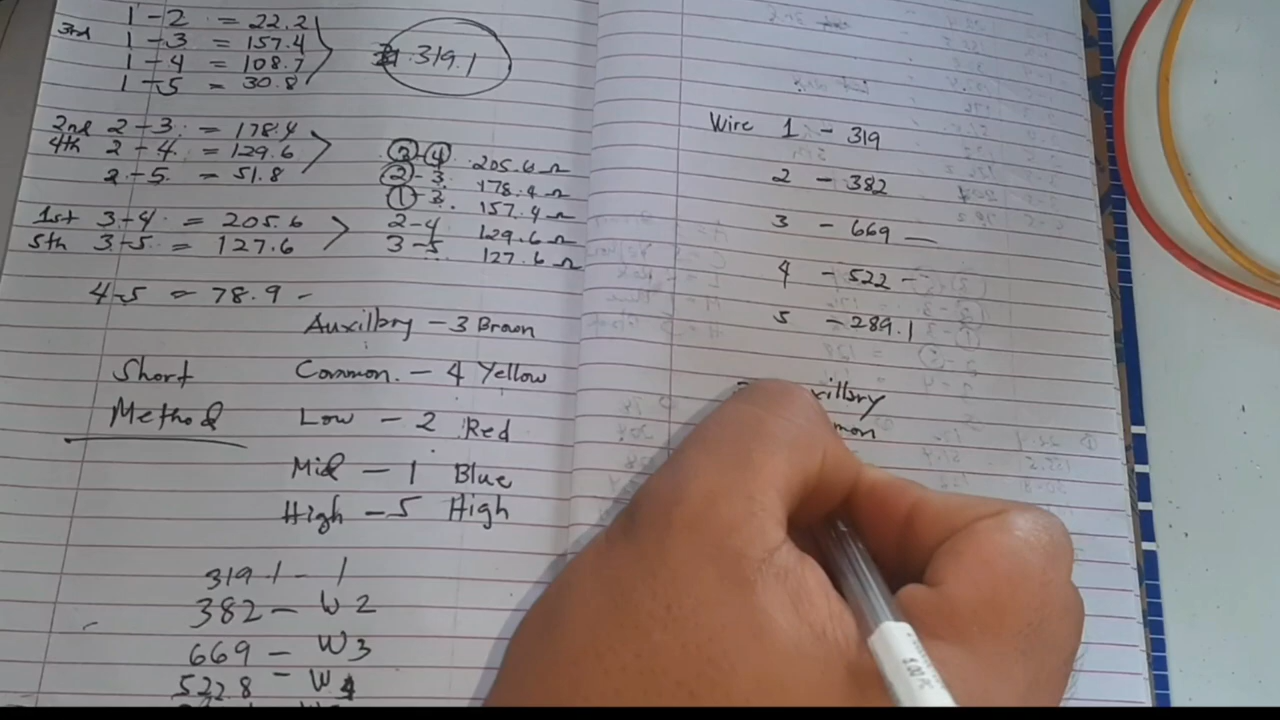 1 - 2 = 22.2
3rd 1 - 3 = 157.4
1 - 4 = 108.7
1 - 5 = 30.8
319.1
2nd 2 - 3 = 178.4
4th 2 - 4 = 129.6
2 - 5 = 51.8
1st 3 - 4 = 205.6
5th 3 - 5 = 127.6
4 - 5 = 78.9 -
3 - 4 205.6 Ω
2 - 3 178.4 Ω
1 - 3 157.4 Ω
2 - 4 129.6 Ω
3 - 5 127.6 Ω
Auxillbry - 3 Brown
Short Common. - 4 Yellow
Method Low - 2 Red
Mid - 1 Blue
High - 5 High
319.1 - 1
382 - W2
669 - W3
522.8 - W4
Wire 1 - 319
2 - 382
3 - 669 -
4 - 522 -
5 - 289.1